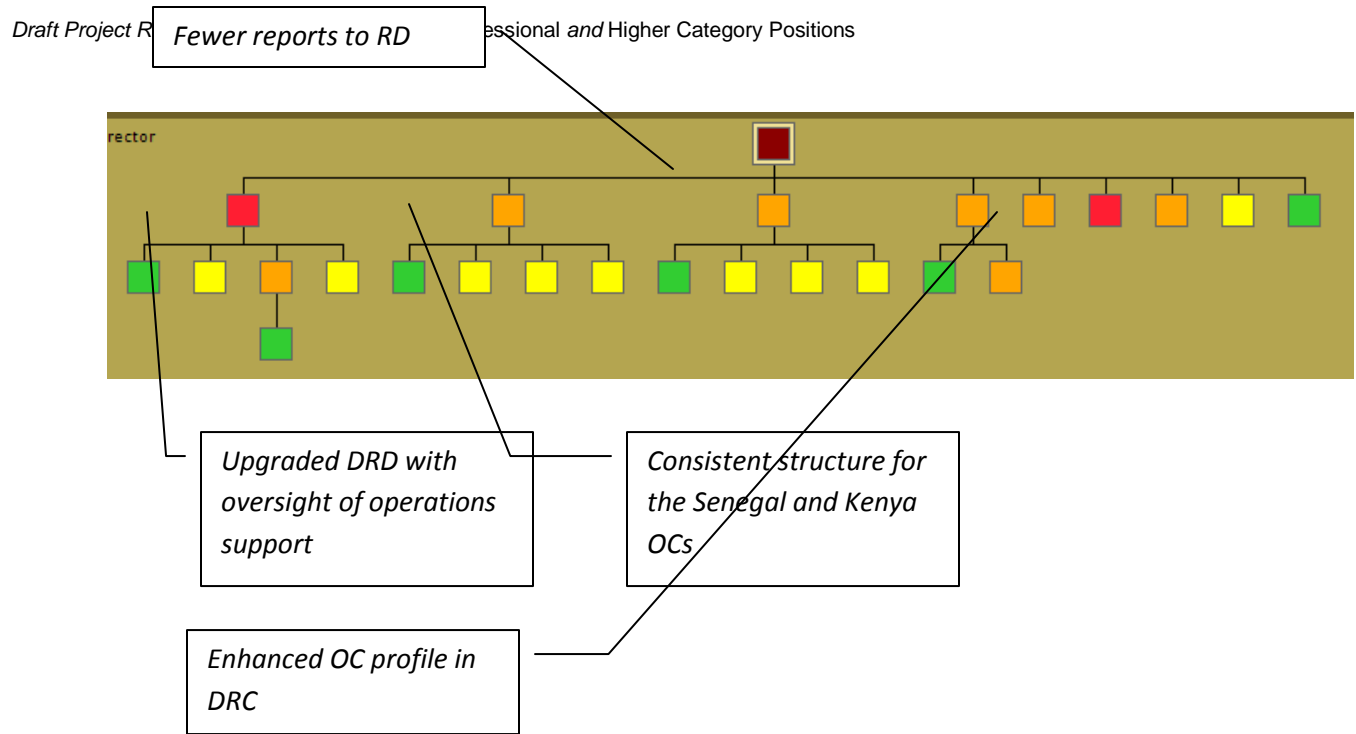 Draft Project R
essional and Higher Category Positions
Fewer reports to RD
rector
Upgraded DRD with
oversight of operations
support
Consistent structure for
the Senegal and Kenya
OCs
Enhanced OC profile in
DRC